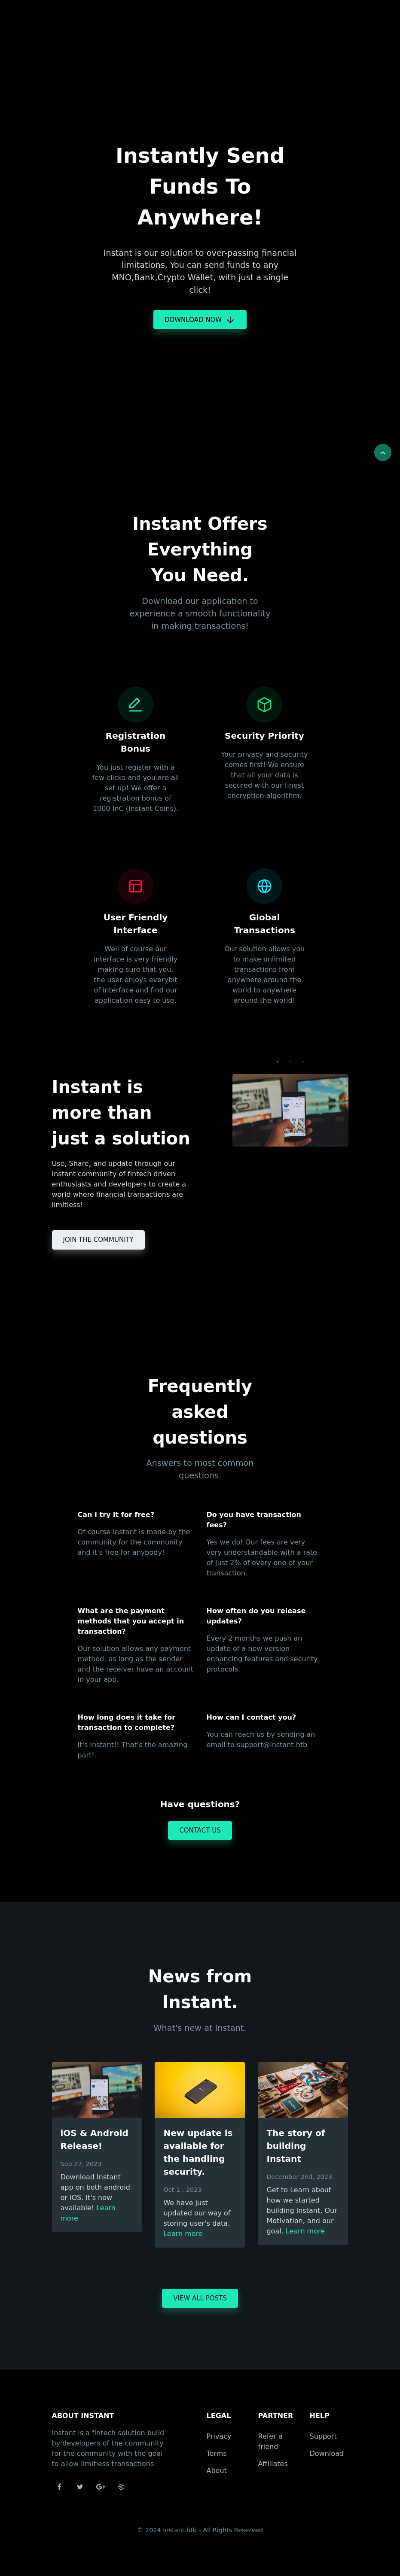 Instantly Send
Funds To
Anywhere!
Instant is our solution to over-passing financial
limitations, You can send funds to any
MNO,Bank,Crypto Wallet, with just a single
click!
DOWNLOAD NOW
Instant Offers
Everything
You Need.
Download our application to
experience a smooth functionality
in making transactions!
Registration
Bonus
You just register with a
few clicks and you are all
set up! We offer a
registration bonus of
1000 InC (Instant Coins).
Security Priority
Your privacy and security
comes first! We ensure
that all your data is
secured with our finest
encryption algorithm.
User Friendly
Interface
Well of course our
interface is very friendly
making sure that you,
the user enjoys everybit
of interface and find our
application easy to use.
Global
Transactions
Our solution allows you
to make unlimited
transactions from
anywhere around the
world to anywhere
around the world!
Instant is
more than
just a solution
Use, Share, and update through our
Instant community of fintech driven
enthusiasts and developers to create a
world where financial transactions are
limitless!
JOIN THE COMMUNITY
Frequently
asked
questions
Answers to most common
questions.
Can I try it for free?
Of course Instant is made by the
community for the community
and it's free for anybody!
Do you have transaction
fees?
Yes we do! Our fees are very
very understandable with a rate
of just 2% of every one of your
transaction.
What are the payment
methods that you accept in
transaction?
Our solution allows any payment
method, as long as the sender
and the receiver have an account
in your app.
How often do you release
updates?
Every 2 months we push an
update of a new version
enhancing features and security
protocols.
How long does it take for
transaction to complete?
It's Instant!! That's the amazing
part!.
How can I contact you?
You can reach us by sending an
email to support@instant.htb
Have questions?
CONTACT US
News from
Instant.
What's new at Instant.
iOS & Android
Release!
Sep 27, 2023
Download Instant
app on both android
or iOS. It's now
available! Learn
more
New update is
available for
the handling
security.
Oct 1 , 2023
We have just
updated our way of
storing user's data.
Learn more
The story of
building
Instant
December 2nd, 2023
Get to Learn about
how we started
building Instant, Our
Motivation, and our
goal. Learn more
VIEW ALL POSTS
ABOUT INSTANT
Instant is a fintech solution build
by developers of the community
for the community with the goal
to allow limitless transactions.
LEGAL
Privacy
Terms
About
PARTNER
Refer a
friend
Affiliates
HELP
Support
Download
© 2024 Instant.htb - All Rights Reserved